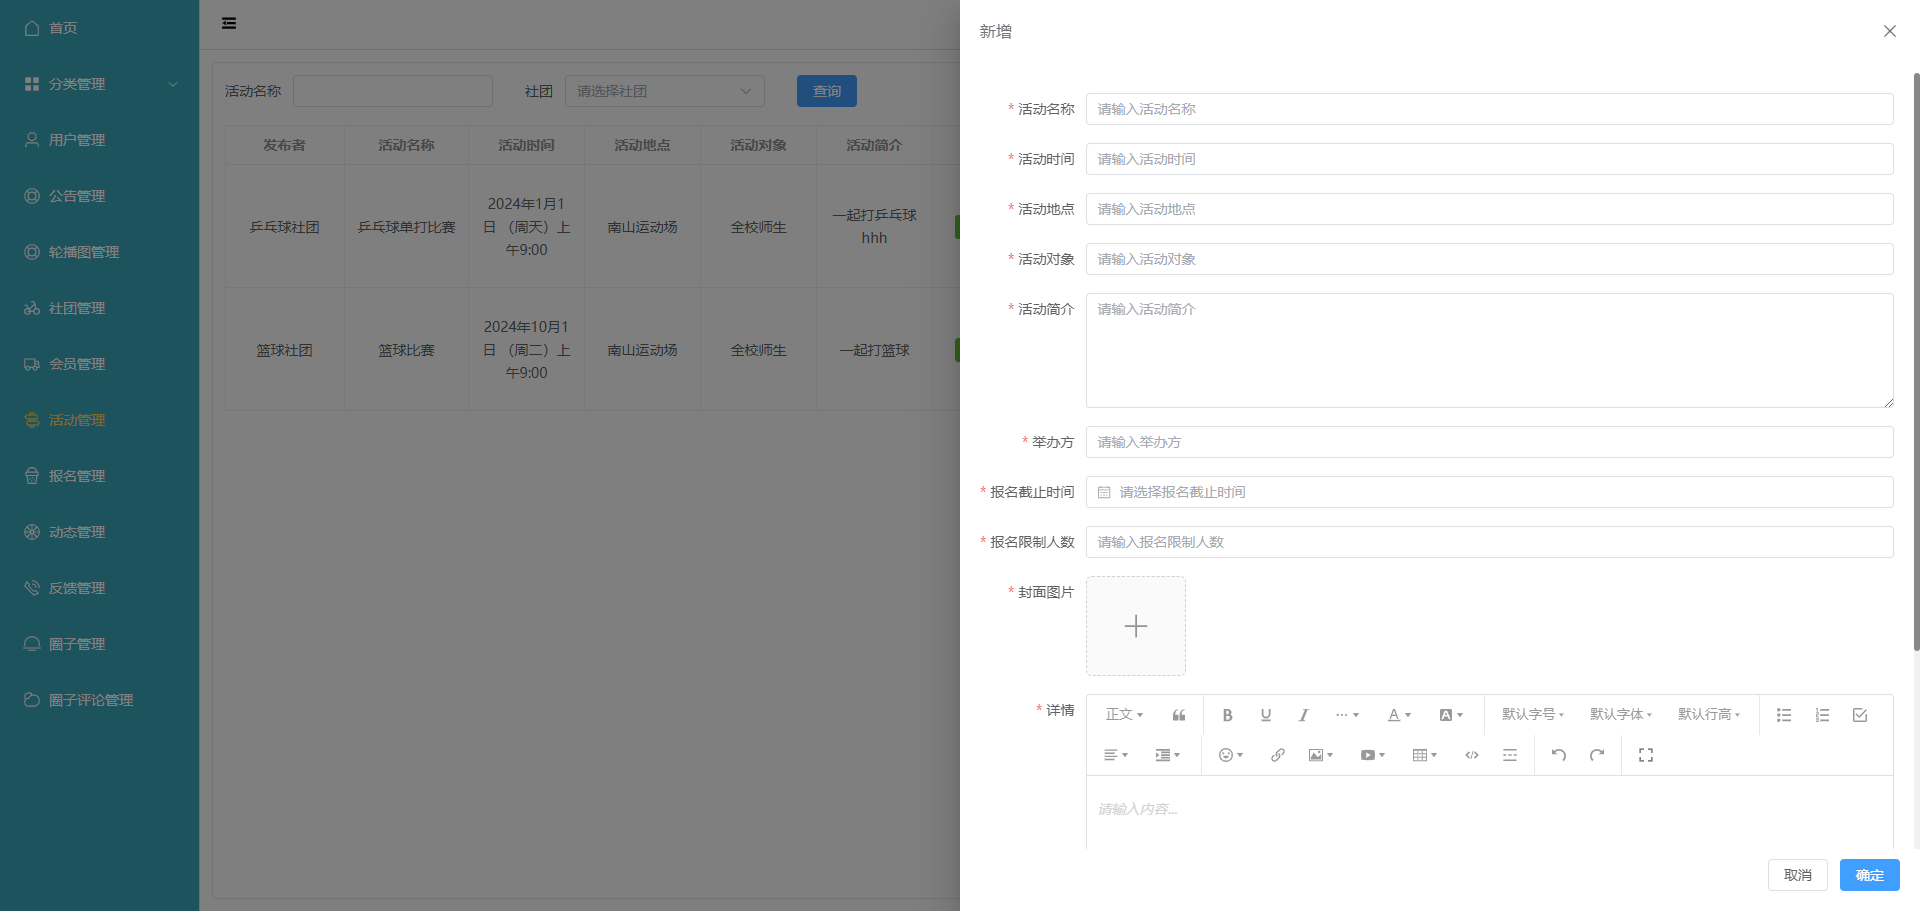 首页
分类管理
用户管理
公告管理
轮播图管理
社团管理
会员管理
活动管理
报名管理
动态管理
反馈管理
圈子管理
圈子评论管理
活动名称
社团 请选择社团
查询
发布者 活动名称 活动时间 活动地点 活动对象 活动简介
乒乓球社团 乒乓球单打比赛 2024年1月1日 （周天）上午9:00 南山运动场 全校师生 一起打乒乓球hhh
篮球社团 篮球比赛 2024年10月1日 （周二）上午9:00 南山运动场 全校师生 一起打篮球
新增
* 活动名称 请输入活动名称
* 活动时间 请输入活动时间
* 活动地点 请输入活动地点
* 活动对象 请输入活动对象
* 活动简介 请输入活动简介
* 举办方 请输入举办方
* 报名截止时间 请选择报名截止时间
* 报名限制人数 请输入报名限制人数
* 封面图片
* 详情
正文 B U I A A 默认字号 默认字体 默认行高
请输入内容...
取消 确定